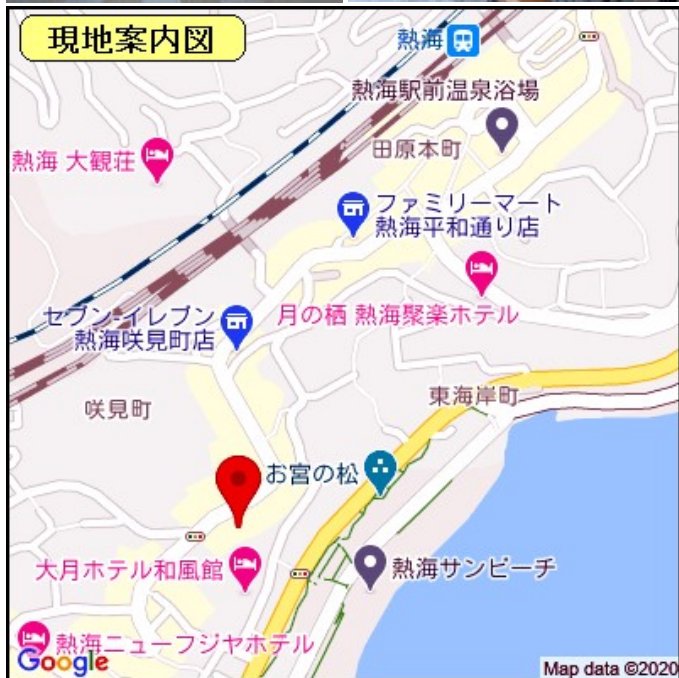 現地案内図
熱海
熱海駅前温泉浴場
田原本町
熱海 大観荘
ファミリーマート
熱海平和通り店
セブン-イレブン
熱海咲見町店
月の栖 熱海聚楽ホテル
咲見町
東海岸町
お宮の松
大月ホテル和風館
熱海サンビーチ
熱海ニューフジヤホテル
Google
Map data ©2020